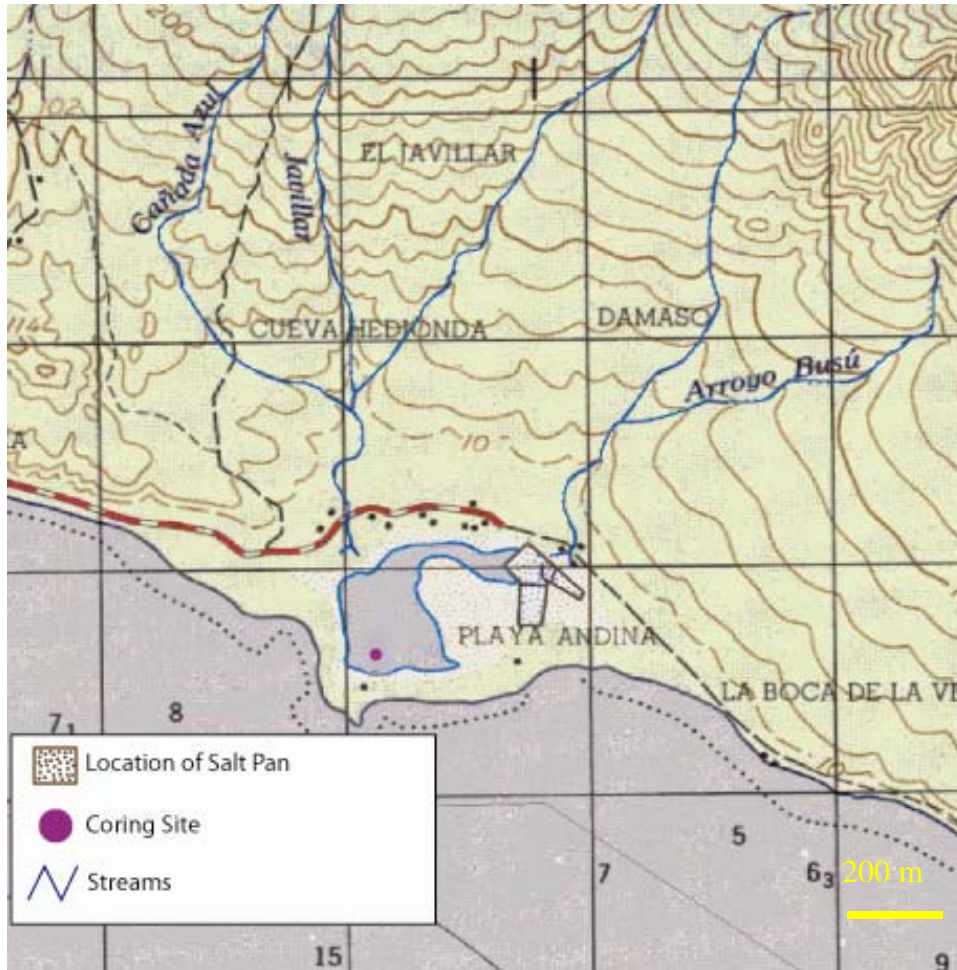 200
102
Cañada Azul
Javillar
EL JAVILLAR
114
CUEVA HEDIONDA
DAMASO
Arroyo Busú
A
10
PLAYA ANDINA
LA BOCA DE LA VI
10
7₁
8
Location of Salt Pan
Coring Site
Streams
5
7
6₃
200 m
15
9